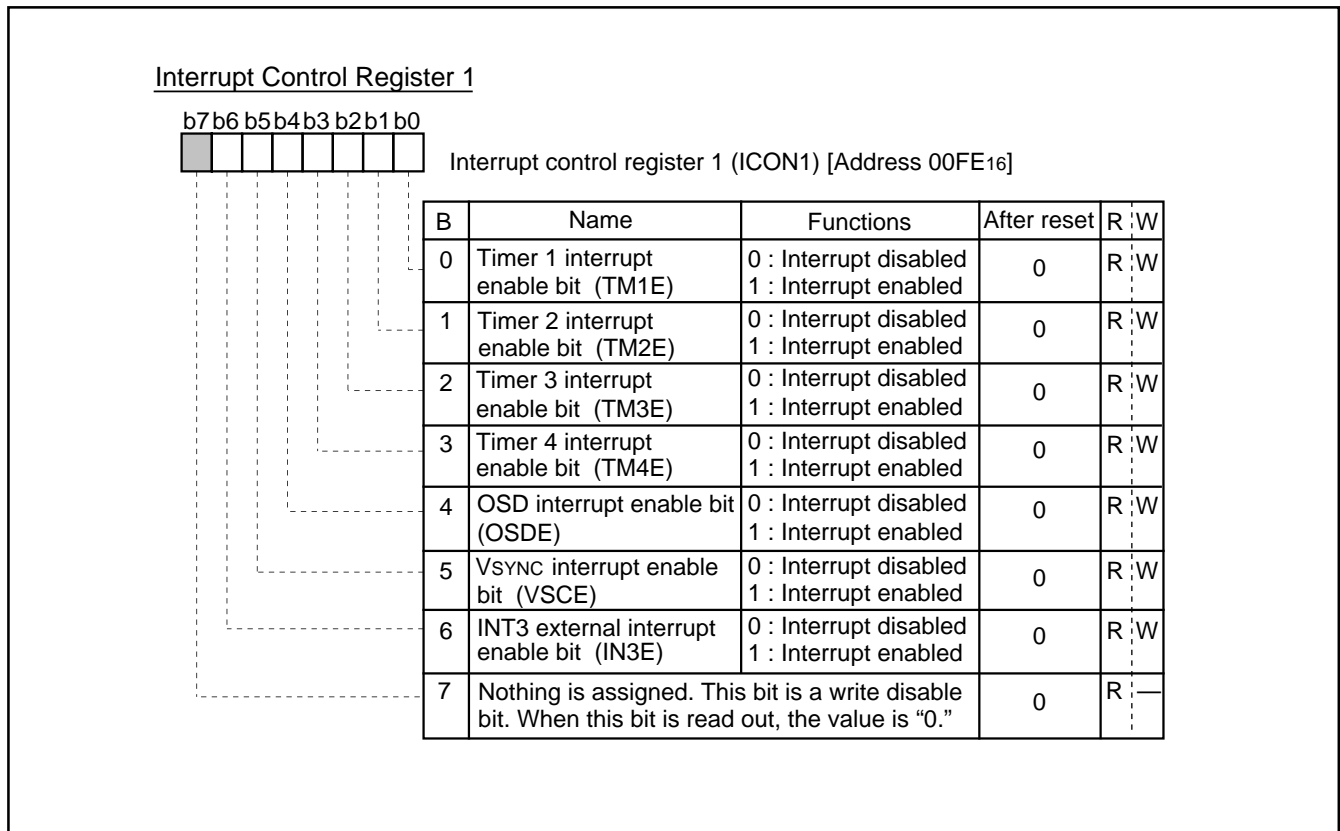 Interrupt Control Register 1
b7 b6 b5 b4 b3 b2 b1 b0
Interrupt control register 1 (ICON1) [Address 00FE16]
B Name Functions After reset R W
0 Timer 1 interrupt enable bit (TM1E) 0 : Interrupt disabled 1 : Interrupt enabled 0 R W
1 Timer 2 interrupt enable bit (TM2E) 0 : Interrupt disabled 1 : Interrupt enabled 0 R W
2 Timer 3 interrupt enable bit (TM3E) 0 : Interrupt disabled 1 : Interrupt enabled 0 R W
3 Timer 4 interrupt enable bit (TM4E) 0 : Interrupt disabled 1 : Interrupt enabled 0 R W
4 OSD interrupt enable bit (OSDE) 0 : Interrupt disabled 1 : Interrupt enabled 0 R W
5 VSYNC interrupt enable bit (VSCE) 0 : Interrupt disabled 1 : Interrupt enabled 0 R W
6 INT3 external interrupt enable bit (IN3E) 0 : Interrupt disabled 1 : Interrupt enabled 0 R W
7 Nothing is assigned. This bit is a write disable bit. When this bit is read out, the value is “0.” 0 R —